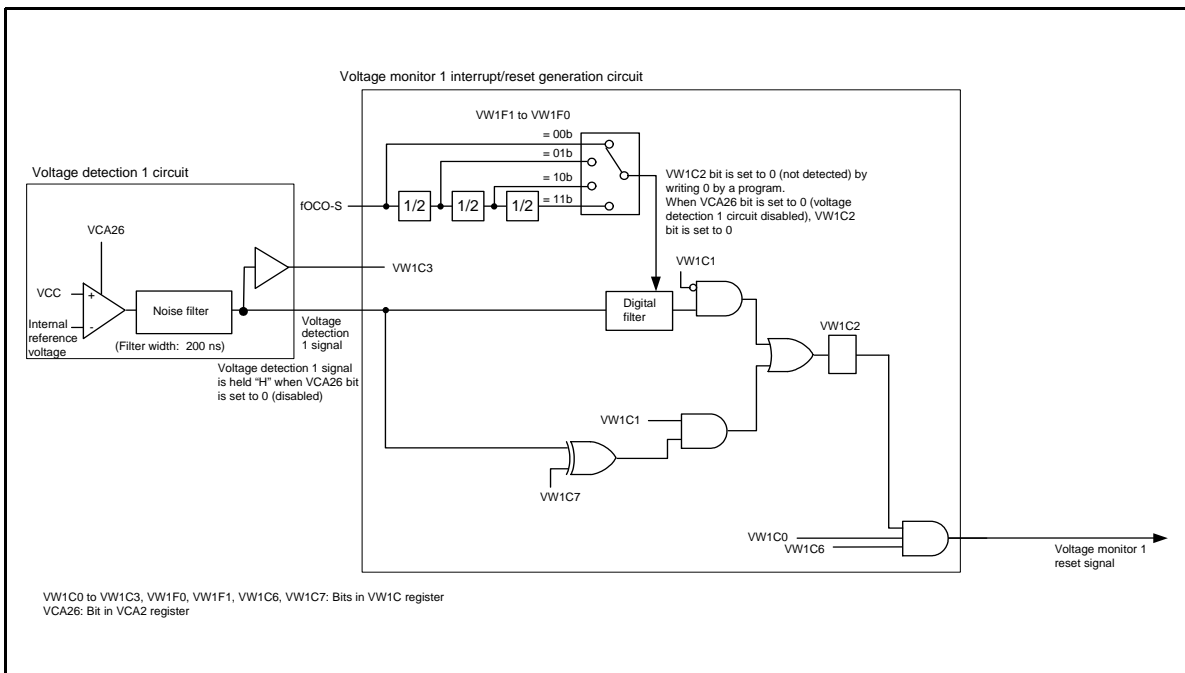 Voltage monitor 1 interrupt/reset generation circuit
VW1F1 to VW1F0
= 00b
= 01b
= 10b
= 11b
Voltage detection 1 circuit
fOCO-S
1/2
1/2
1/2
VW1C2 bit is set to 0 (not detected) by
writing 0 by a program.
When VCA26 bit is set to 0 (voltage
detection 1 circuit disabled), VW1C2
bit is set to 0
VCA26
VW1C3
VW1C1
VCC
+
-
Internal
reference
voltage
Noise filter
(Filter width: 200 ns)
Voltage
detection
1 signal
Digital
filter
VW1C2
Voltage detection 1 signal
is held “H” when VCA26 bit
is set to 0 (disabled)
VW1C1
VW1C7
VW1C0
VW1C6
Voltage monitor 1
reset signal
VW1C0 to VW1C3, VW1F0, VW1F1, VW1C6, VW1C7: Bits in VW1C register
VCA26: Bit in VCA2 register